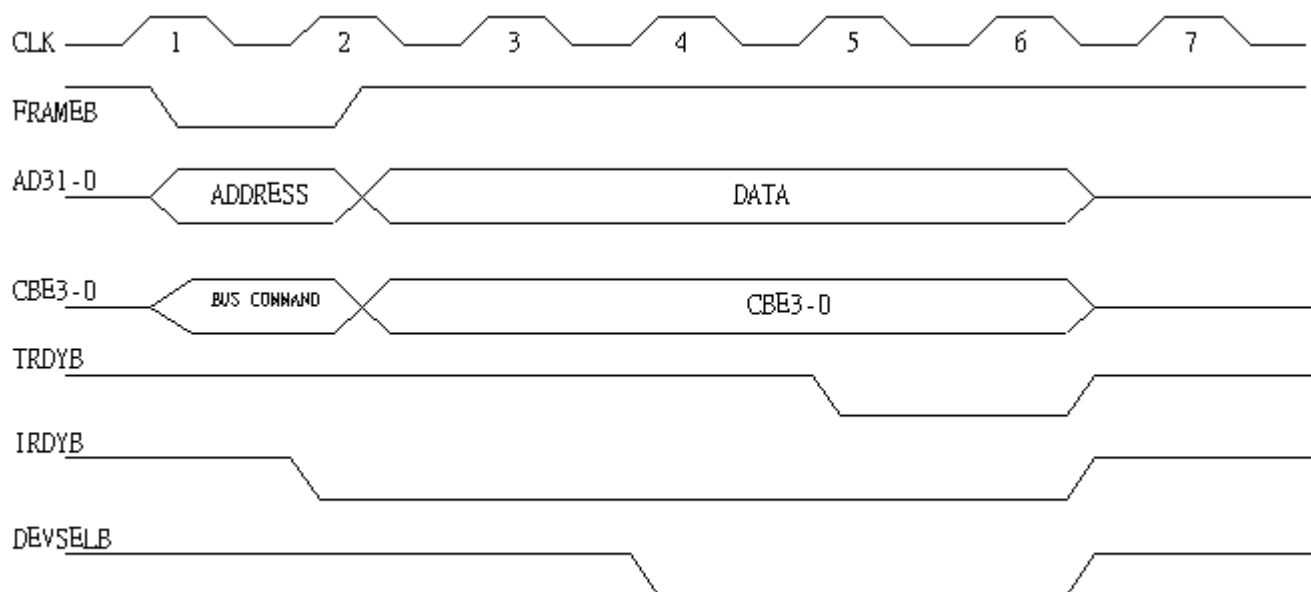 CLK 1 2 3 4 5 6 7
FRAMEB
AD31-0 ADDRESS DATA
CBE3-0 BUS COMMAND CBE3-0
TRDYB
IRDYB
DEVSELB